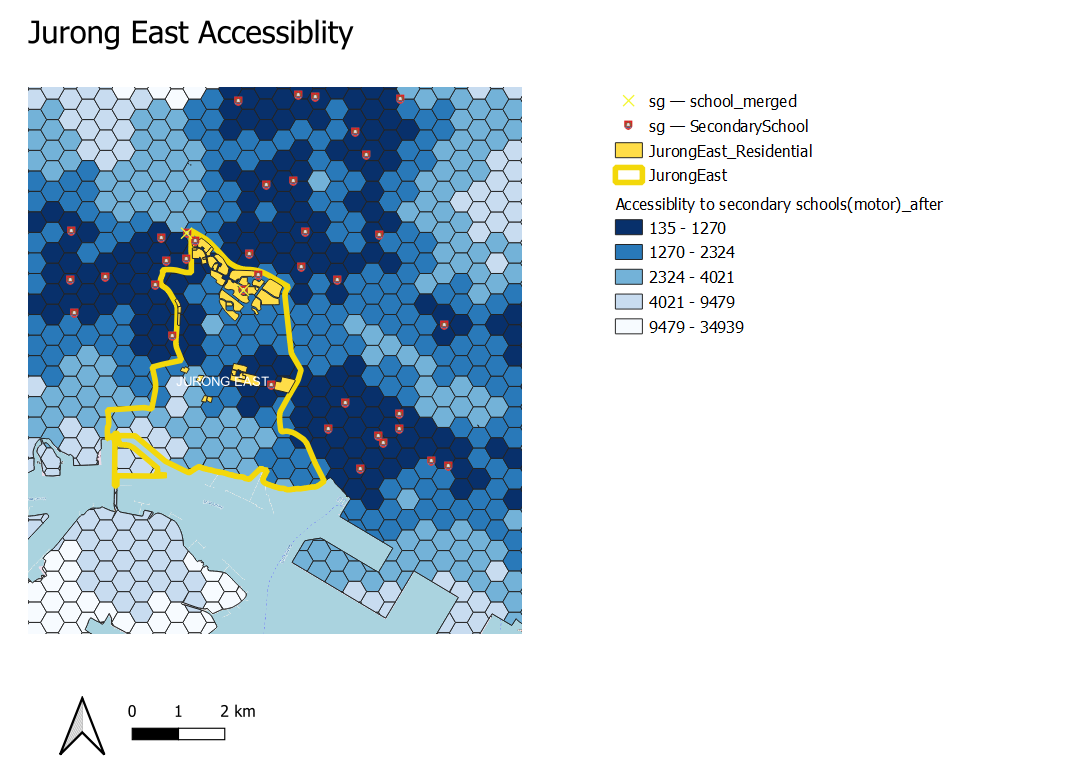 Jurong East Accessiblity
sg — school_merged
sg — SecondarySchool
JurongEast_Residential
JurongEast
Accessiblity to secondary schools(motor)_after
135 - 1270
1270 - 2324
2324 - 4021
4021 - 9479
9479 - 34939
JURONG EAST
0 1 2 km